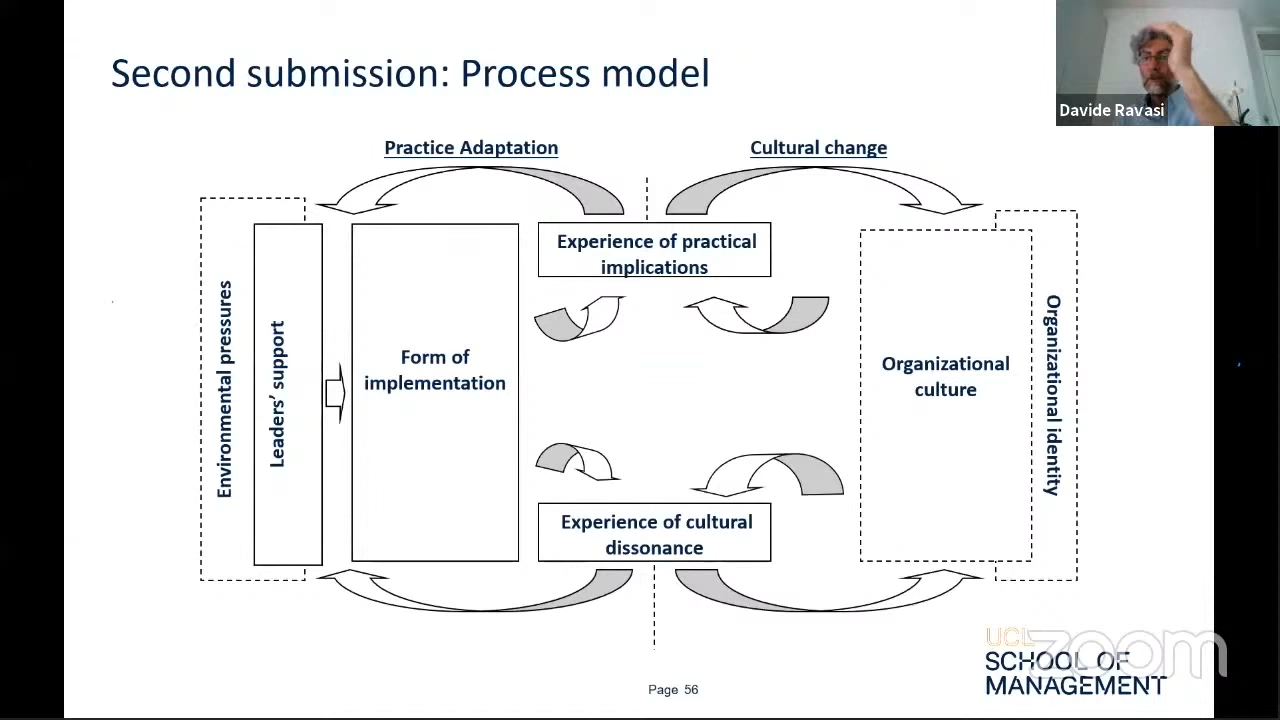 Second submission: Process model
Davide Ravasi
Practice Adaptation
Cultural change
Experience of practical
implications
Environmental pressures
Leaders’ support
Form of
implementation
Organizational
culture
Organizational identity
Experience of cultural
dissonance
UCL
zoom
SCHOOL OF
MANAGEMENT
Page 56